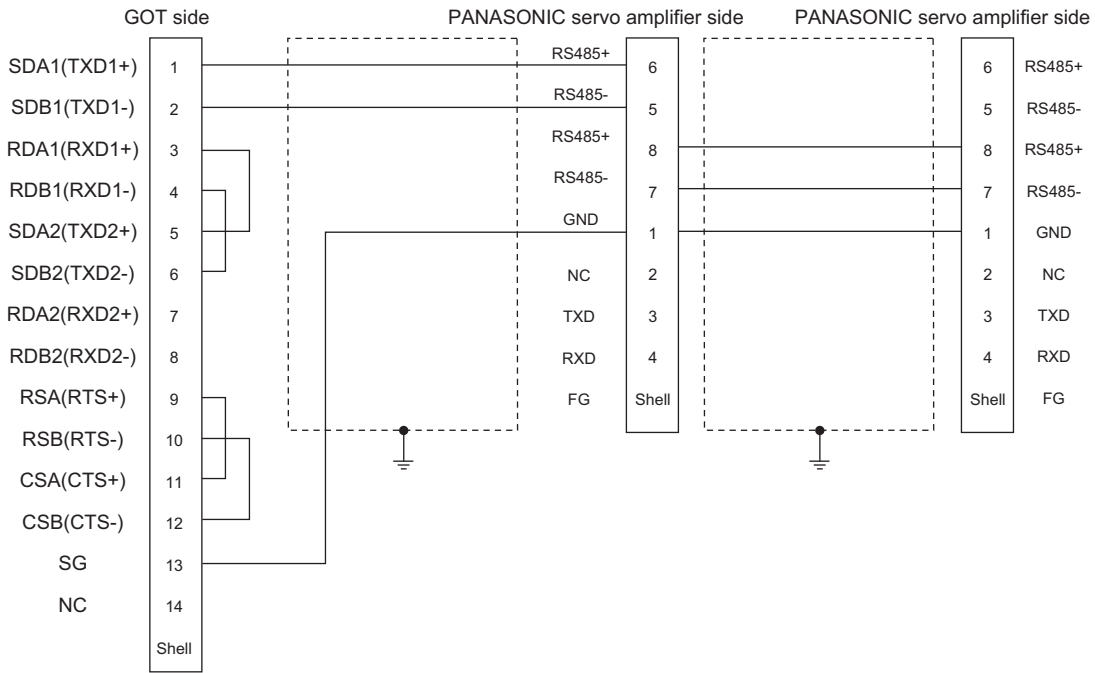 GOT side
PANASONIC servo amplifier side
PANASONIC servo amplifier side
SDA1(TXD1+) 1 RS485+ 6 6 RS485+
SDB1(TXD1-) 2 RS485- 5 5 RS485-
RDA1(RXD1+) 3 RS485+ 8 8 RS485+
RDB1(RXD1-) 4 RS485- 7 7 RS485-
SDA2(TXD2+) 5 GND 1 1 GND
SDB2(TXD2-) 6 NC 2 2 NC
RDA2(RXD2+) 7 TXD 3 3 TXD
RDB2(RXD2-) 8 RXD 4 4 RXD
RSA(RTS+) 9 FG Shell Shell FG
RSB(RTS-) 10
CSA(CTS+) 11
CSB(CTS-) 12
SG 13
NC 14
Shell